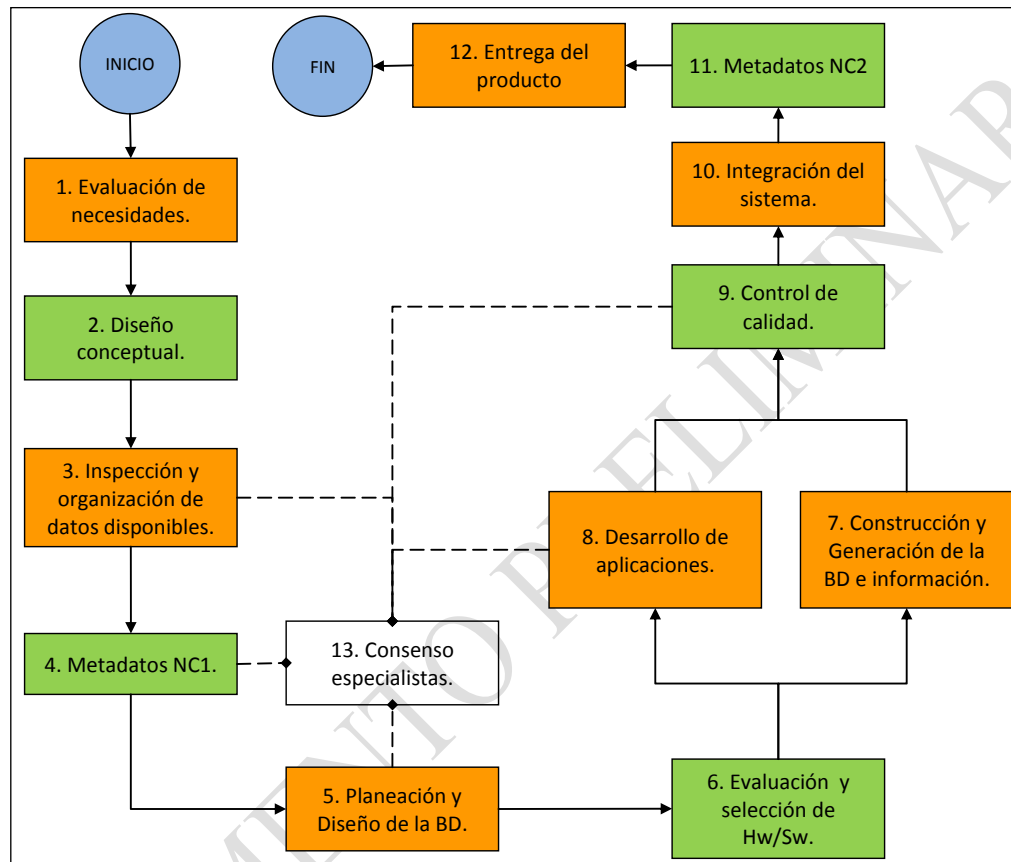 INICIO
FIN
12. Entrega del
producto
11. Metadatos NC2
1. Evaluación de
necesidades.
10. Integración del
sistema.
2. Diseño
conceptual.
9. Control de
calidad.
3. Inspección y
organización de
datos disponibles.
8. Desarrollo de
aplicaciones.
7. Construcción y
Generación de la
BD e información.
4. Metadatos NC1.
13. Consenso
especialistas.
5. Planeación y
Diseño de la BD.
6. Evaluación y
selección de
Hw/Sw.
MENTO PRELIMINAR